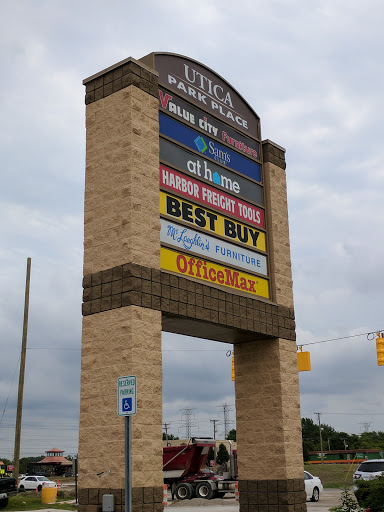 UTICA
PARK PLACE
VALUE CITY Furniture
Sam's
CLUB
at home
HARBOR FREIGHT TOOLS
BEST BUY
McLaughlin's FURNITURE
OfficeMax
RESERVED
PARKING